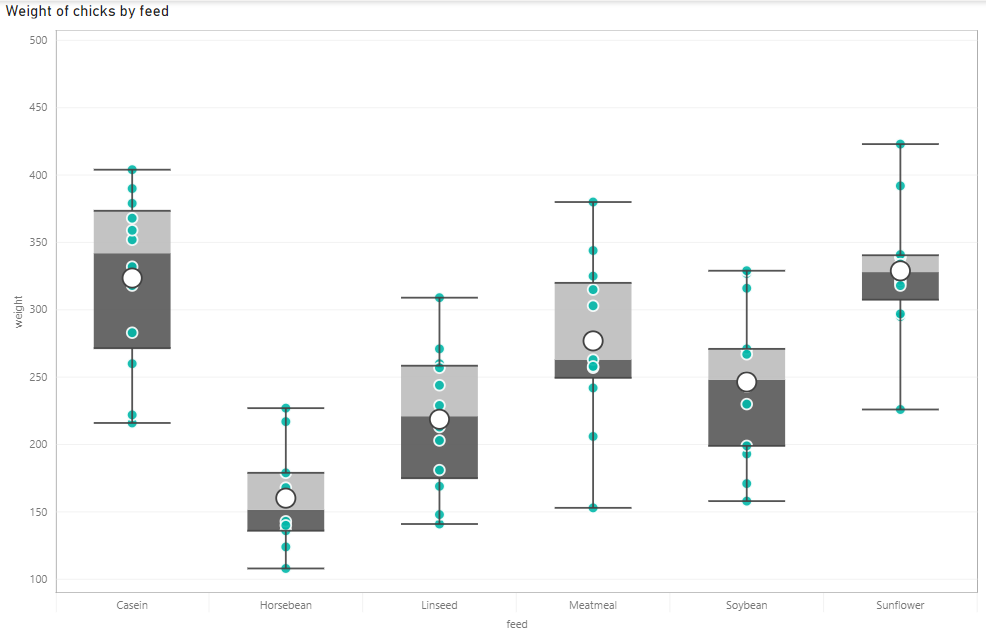 Weight of chicks by feed
500
450
400
350
300
250
200
150
100
weight
Casein Horsebean Linseed Meatmeal Soybean Sunflower
feed